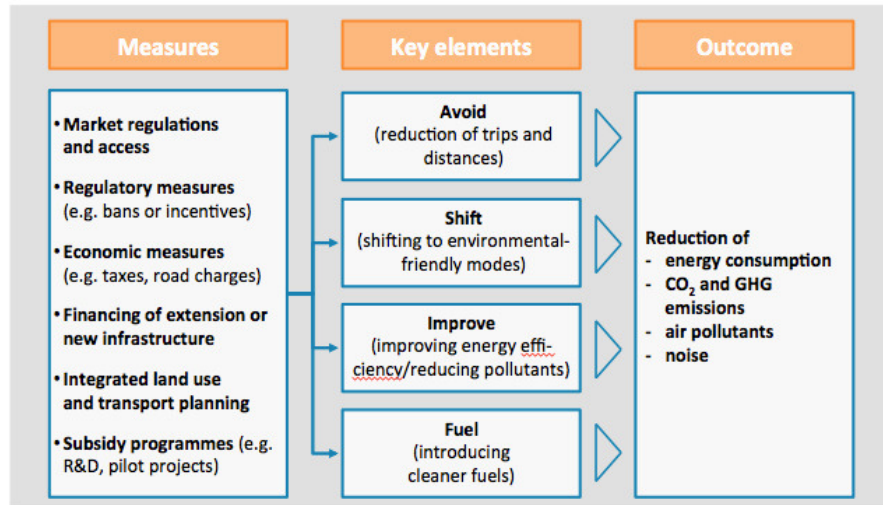 Measures
Key elements
Outcome
• Market regulations
and access
• Regulatory measures
(e.g. bans or incentives)
• Economic measures
(e.g. taxes, road charges)
• Financing of extension or
new infrastructure
• Integrated land use
and transport planning
• Subsidy programmes (e.g.
R&D, pilot projects)
Avoid
(reduction of trips and
distances)
Shift
(shifting to environmental-
friendly modes)
Improve
(improving energy effi-
ciency/reducing pollutants)
Fuel
(introducing
cleaner fuels)
Reduction of
- energy consumption
- CO₂ and GHG
emissions
- air pollutants
- noise